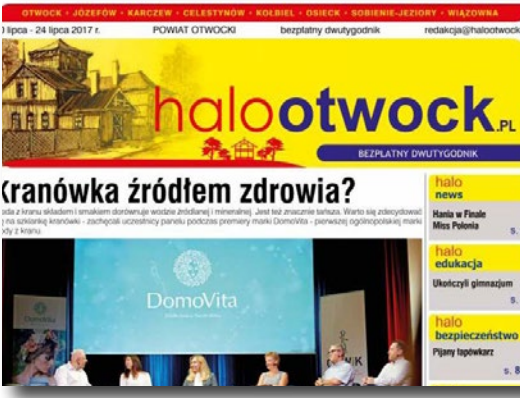 OTWOCK • JÓZEFÓW • KARCZEW • CELESTYNÓW • KOŁBIEL • OSIECK • SOBIENIE-JEZIORY • WIĄZOWNA
lipca - 24 lipca 2017 r. POWIAT OTWOCKI bezpłatny dwutygodnik redakcja@halootwock
halootwock.PL
BEZPŁATNY DWUTYGODNIK
Kranówka źródłem zdrowia?
oda z kranu składem i smakiem dorównuje wodzie źródlanej i mineralnej. Jest też znacznie tańsza. Warto się zdecydować
na szklankę kranówki - zachęcali uczestnicy panelu podczas premiery marki DomoVita - pierwszej ogólnopolskiej marki
ody z kranu.
DomoVita
DomoVita
halo
news
Hania w Finale
Miss Polonia
s.
halo
edukacja
Ukończyli gimnazjum
s.
halo
bezpieczeństwo
Pijany łapówkarz
s. 8